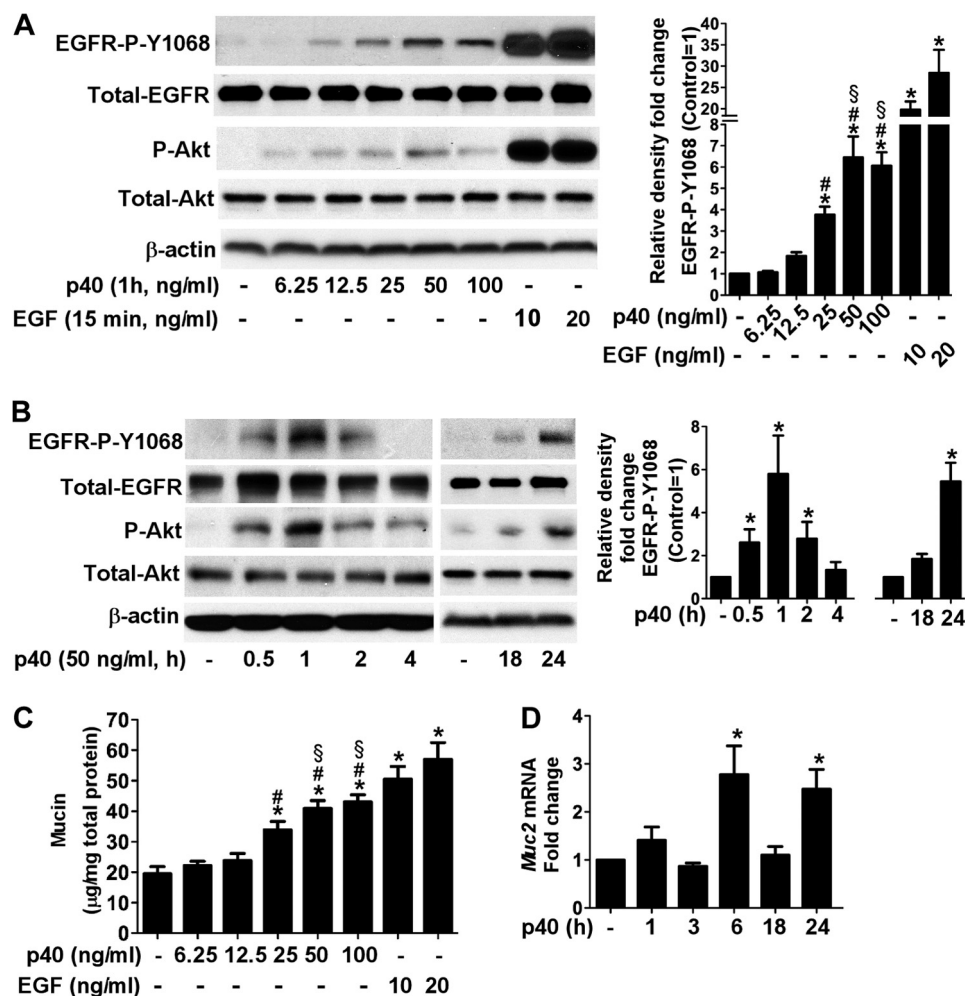 A
EGFR-P-Y1068
Total-EGFR
P-Akt
Total-Akt
β-actin
p40 (1h, ng/ml) - 6.25 12.5 25 50 100 - -
EGF (15 min, ng/ml) - - - - - - 10 20
Relative density fold change
EGFR-P-Y1068 (Control=1)
40
35
30
25
20
8
6
4
2
1
0
#
*
§
#
*
§
#
*
*
*
p40 (ng/ml) - 6.25 12.5 25 50 100 - -
EGF (ng/ml) - - - - - - 10 20
B
EGFR-P-Y1068
Total-EGFR
P-Akt
Total-Akt
β-actin
p40 (50 ng/ml, h) - 0.5 1 2 4 - 18 24
Relative density
fold change
EGFR-P-Y1068
(Control=1)
8
6
4
2
0
* * * *
p40 (h) - 0.5 1 2 4 - 18 24
C
Mucin
(µg/mg total protein)
70
60
50
40
30
20
10
0
#
*
§
#
*
§
#
*
*
*
p40 (ng/ml) - 6.25 12.5 25 50 100 - -
EGF (ng/ml) - - - - - - 10 20
D
Muc2 mRNA
Fold change
4
3
2
1
0
* *
p40 (h) - 1 3 6 18 24